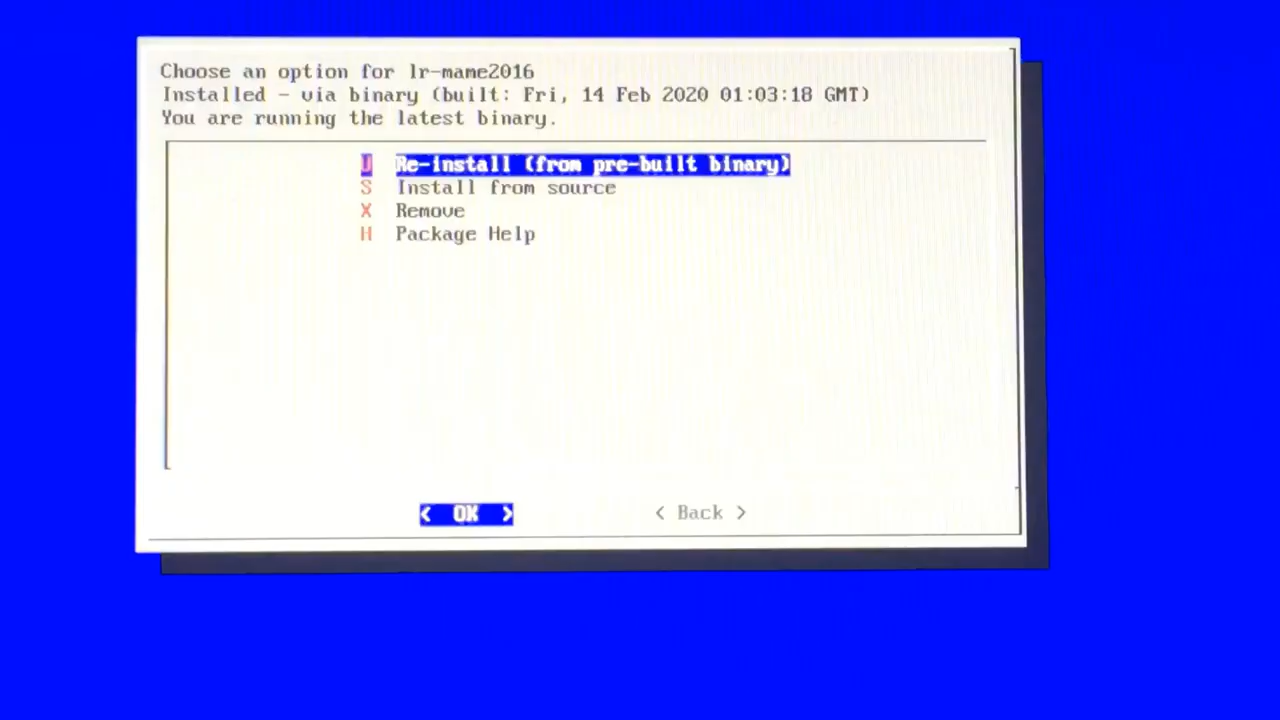 Choose an option for lr-mame2016
Installed - via binary (built: Fri, 14 Feb 2020 01:03:18 GMT)
You are running the latest binary.
Re-install (from pre-built binary)
S Install from source
X Remove
H Package Help
< OK > < Back >